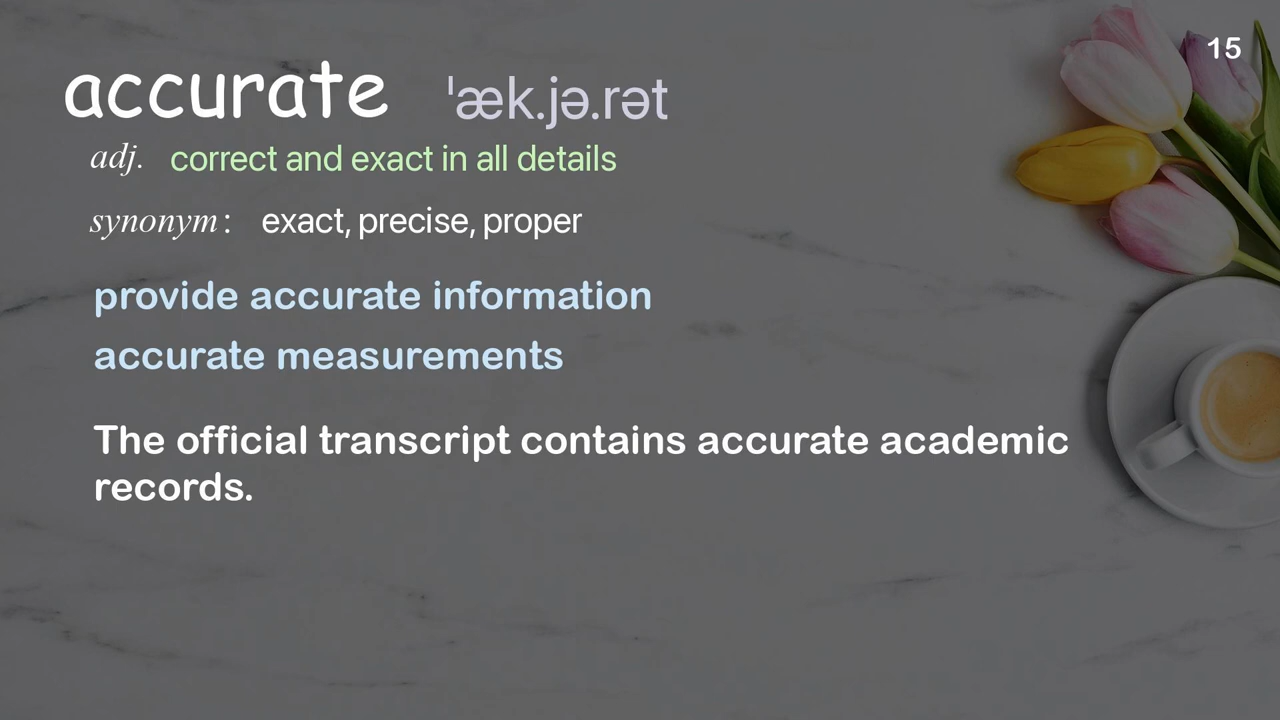 15
accurate ˈæk.jə.rət
adj. correct and exact in all details
synonym: exact, precise, proper
provide accurate information
accurate measurements
The official transcript contains accurate academic
records.